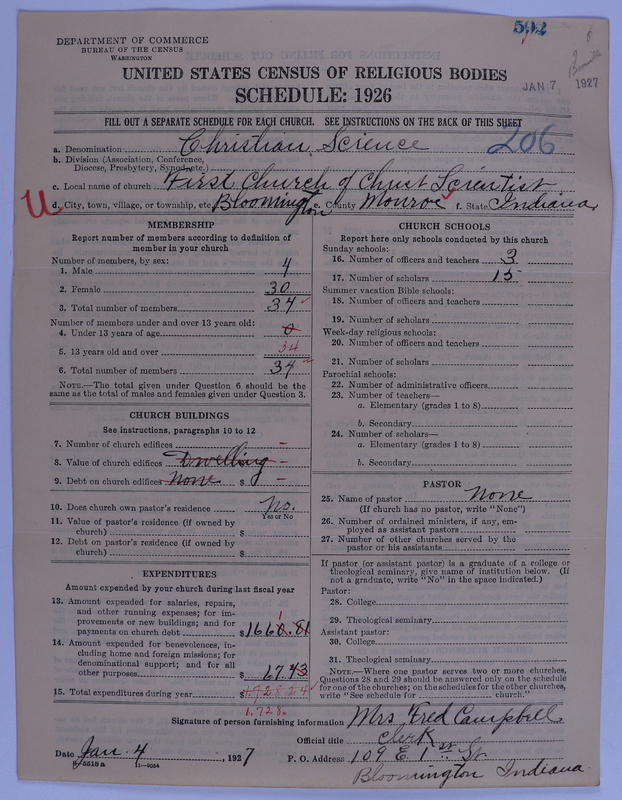 592
DEPARTMENT OF COMMERCE
BUREAU OF THE CENSUS
WASHINGTON
UNITED STATES CENSUS OF RELIGIOUS BODIES
SCHEDULE: 1926
JAN 7 1927
FILL OUT A SEPARATE SCHEDULE FOR EACH CHURCH. SEE INSTRUCTIONS ON THE BACK OF THIS SHEET
206
a. Denomination Christian Science
b. Division (Association, Conference, Diocese, Presbytery, Synod, etc.)
c. Local name of church First Church of Christ Scientist
U
d. City, town, village, or township, etc. Bloomington e. County Monroe f. State Indiana
MEMBERSHIP
Report number of members according to definition of member in your church
Number of members, by sex:
1. Male 4
2. Female 30
3. Total number of members 34
Number of members under and over 13 years old:
4. Under 13 years of age 0
5. 13 years old and over 34
6. Total number of members 34
NOTE.—The total given under Question 6 should be the same as the total of males and females given under Question 3.
CHURCH BUILDINGS
See instructions, paragraphs 10 to 12
7. Number of church edifices –
8. Value of church edifices Dwelling –
9. Debt on church edifices none $ –
10. Does church own pastor's residence no.
Yes or No
11. Value of pastor's residence (if owned by church) $
12. Debt on pastor's residence (if owned by church) $
EXPENDITURES
Amount expended by your church during last fiscal year
13. Amount expended for salaries, repairs, and other running expenses; for improvements or new buildings; and for payments on church debt $1660.81
1
14. Amount expended for benevolences, including home and foreign missions; for denominational support; and for all other purposes $67.43
15. Total expenditures during year $1,728.24
1,728.
CHURCH SCHOOLS
Report here only schools conducted by this church
Sunday schools:
16. Number of officers and teachers 3
17. Number of scholars 15
Summer vacation Bible schools:
18. Number of officers and teachers
19. Number of scholars
Week-day religious schools:
20. Number of officers and teachers
21. Number of scholars
Parochial schools:
22. Number of administrative officers
23. Number of teachers—
a. Elementary (grades 1 to 8)
b. Secondary
24. Number of scholars—
a. Elementary (grades 1 to 8)
b. Secondary
PASTOR
25. Name of pastor none
(If church has no pastor, write "None")
26. Number of ordained ministers, if any, employed as assistant pastors
27. Number of other churches served by the pastor or his assistants
If pastor (or assistant pastor) is a graduate of a college or theological seminary, give name of institution below. (If not a graduate, write "No" in the space indicated.)
Pastor:
28. College
29. Theological seminary
Assistant pastor:
30. College
31. Theological seminary
NOTE.—Where one pastor serves two or more churches, Questions 28 and 29 should be answered only on the schedule for one of the churches; on the schedules for the other churches, write "See schedule for church."
Signature of person furnishing information Mrs Fred Campbell
Official title Clerk
Date Jan. 4, 1927 P. O. Address 109 E. 1st St
11—9054
Bloomington Indiana.